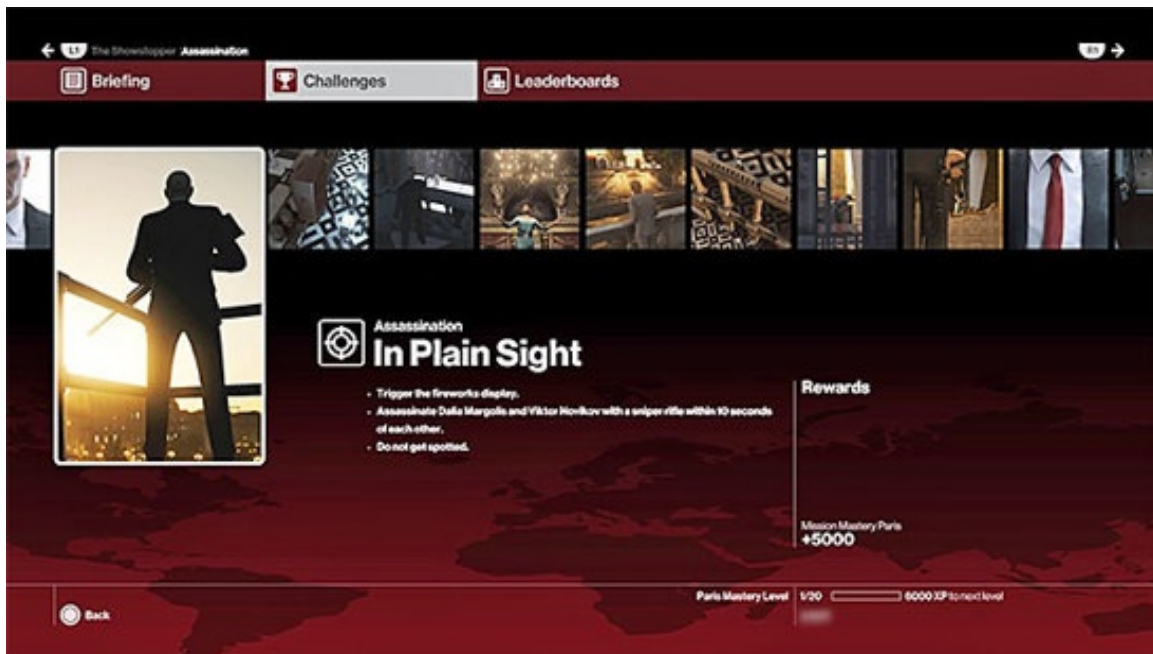 L1 The Showstopper Assassination
R1
Briefing
Challenges
Leaderboards
Assassination
In Plain Sight
- Trigger the fireworks display.
- Assassinate Dalia Margolis and Viktor Novikov with a sniper rifle within 10 seconds
of each other.
- Do not get spotted.
Rewards
Mission Mastery Paris
+5000
Paris Mastery Level 1/20 6000 XP to next level
Back